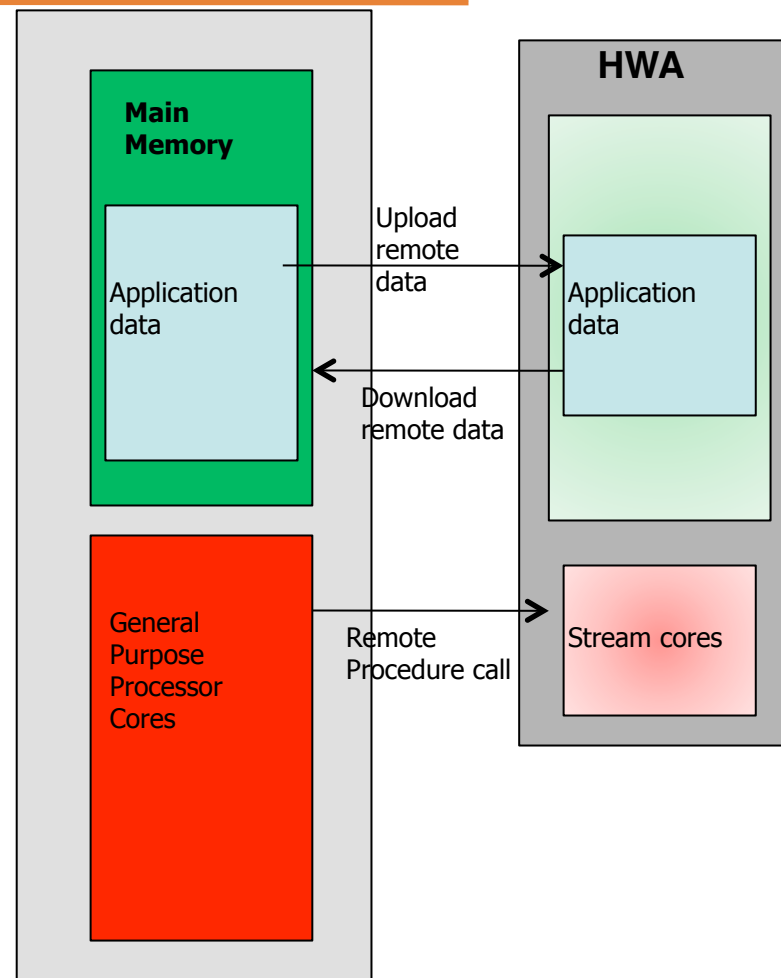 HWA
Main
Memory
Upload
remote
data
Application
data
Application
data
Download
remote data
General
Purpose
Processor
Cores
Remote
Procedure call
Stream cores